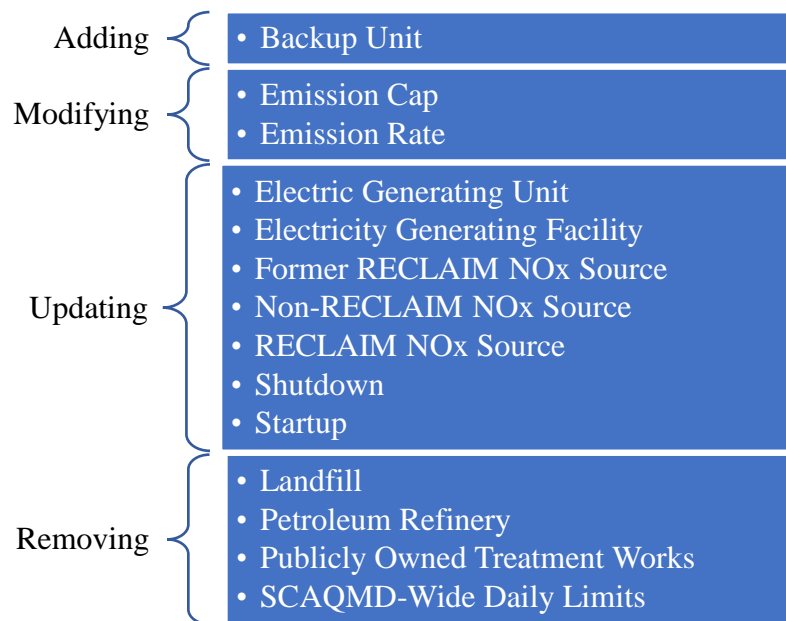 Adding
• Backup Unit
Modifying
• Emission Cap
• Emission Rate
Updating
• Electric Generating Unit
• Electricity Generating Facility
• Former RECLAIM NOx Source
• Non-RECLAIM NOx Source
• RECLAIM NOx Source
• Shutdown
• Startup
Removing
• Landfill
• Petroleum Refinery
• Publicly Owned Treatment Works
• SCAQMD-Wide Daily Limits